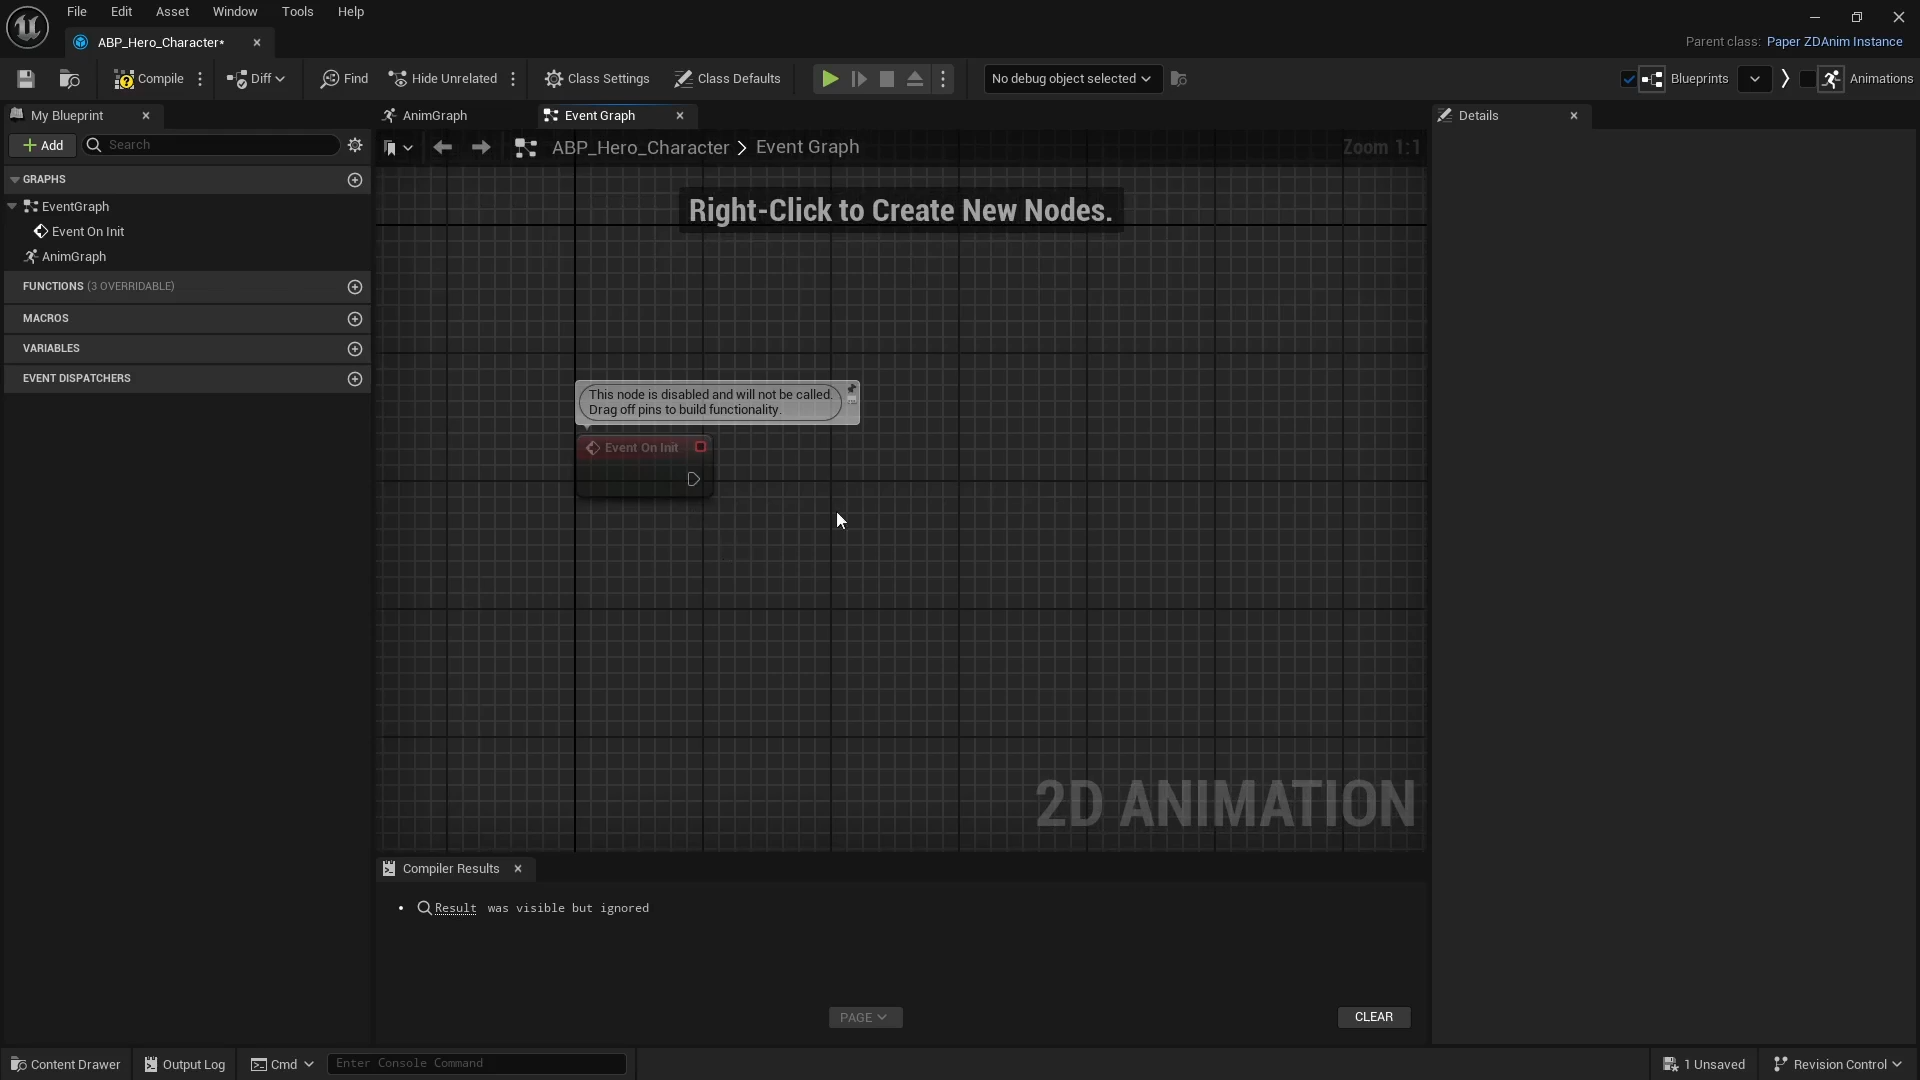 File Edit Asset Window Tools Help
ABP_Hero_Character*
Parent class: Paper ZDAnim Instance
Compile Diff Find Hide Unrelated Class Settings Class Defaults No debug object selected Blueprints Animations
My Blueprint
AnimGraph
Event Graph
Details
Add Search
ABP_Hero_Character > Event Graph
Zoom 1:1
GRAPHS
EventGraph
Event On Init
AnimGraph
FUNCTIONS (3 OVERRIDABLE)
MACROS
VARIABLES
EVENT DISPATCHERS
Right-Click to Create New Nodes.
This node is disabled and will not be called.
Drag off pins to build functionality.
Event On Init
2D ANIMATION
Compiler Results
• Result was visible but ignored
PAGE
CLEAR
Content Drawer Output Log Cmd Enter Console Command 1 Unsaved Revision Control